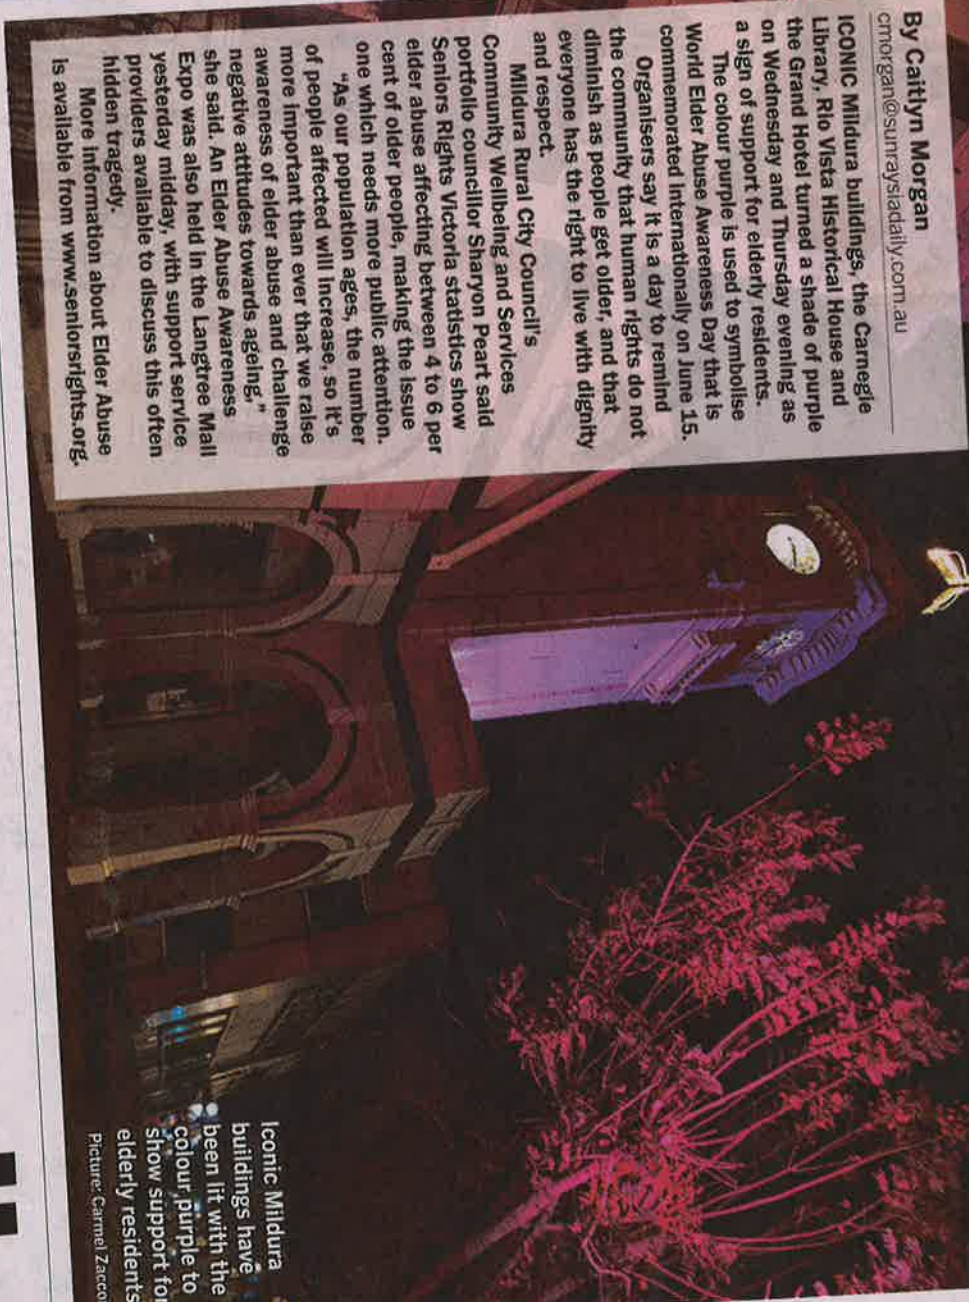 By Caitlyn Morgan
cmorgan@sunraysiadaily.com.au
ICONIC Mildura buildings, the Carnegie
Library, Rio Vista Historical House and
the Grand Hotel turned a shade of purple
on Wednesday and Thursday evening as
a sign of support for elderly residents.
The colour purple is used to symbolise
World Elder Abuse Awareness Day that is
commemorated internationally on June 15.
Organisers say it is a day to remind
the community that human rights do not
diminish as people get older, and that
everyone has the right to live with dignity
and respect.
Mildura Rural City Council's
Community Wellbeing and Services
portfolio councillor Sharyon Peart said
Seniors Rights Victoria statistics show
elder abuse affecting between 4 to 6 per
cent of older people, making the issue
one which needs more public attention.
"As our population ages, the number
of people affected will increase, so it's
more important than ever that we raise
awareness of elder abuse and challenge
negative attitudes towards ageing,"
she said. An Elder Abuse Awareness
Expo was also held in the Langtree Mall
yesterday midday, with support service
providers available to discuss this often
hidden tragedy.
More information about Elder Abuse
is available from www.seniorsrights.org.
Iconic Mildura
buildings have
been lit with the
colour purple to
show support for
elderly residents
Picture: Carmel Zacco